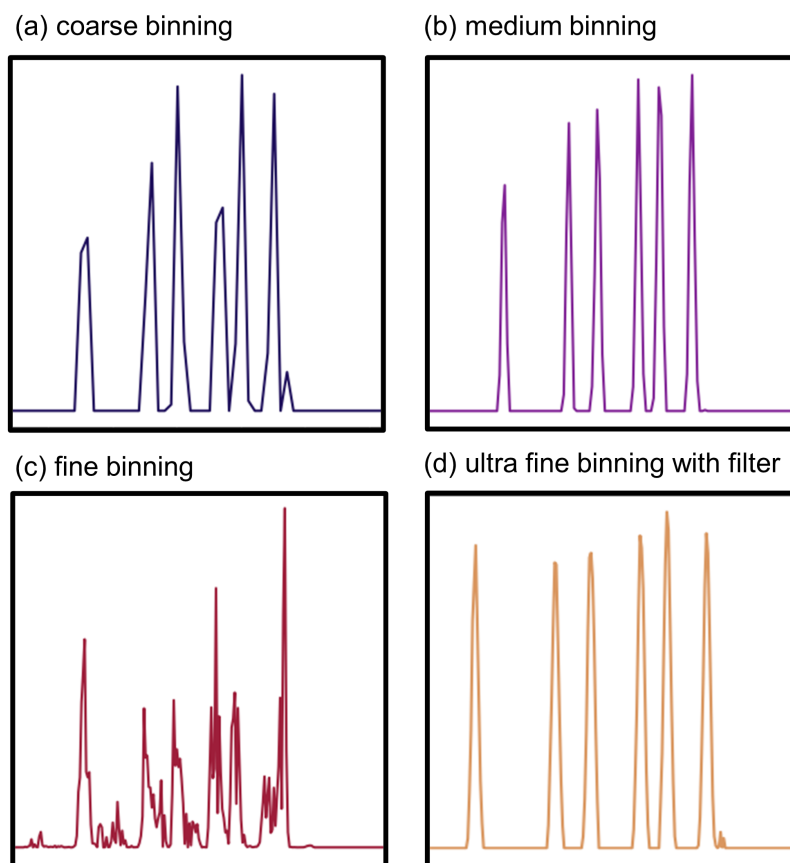 (a) coarse binning
(b) medium binning
(c) fine binning
(d) ultra fine binning with filter